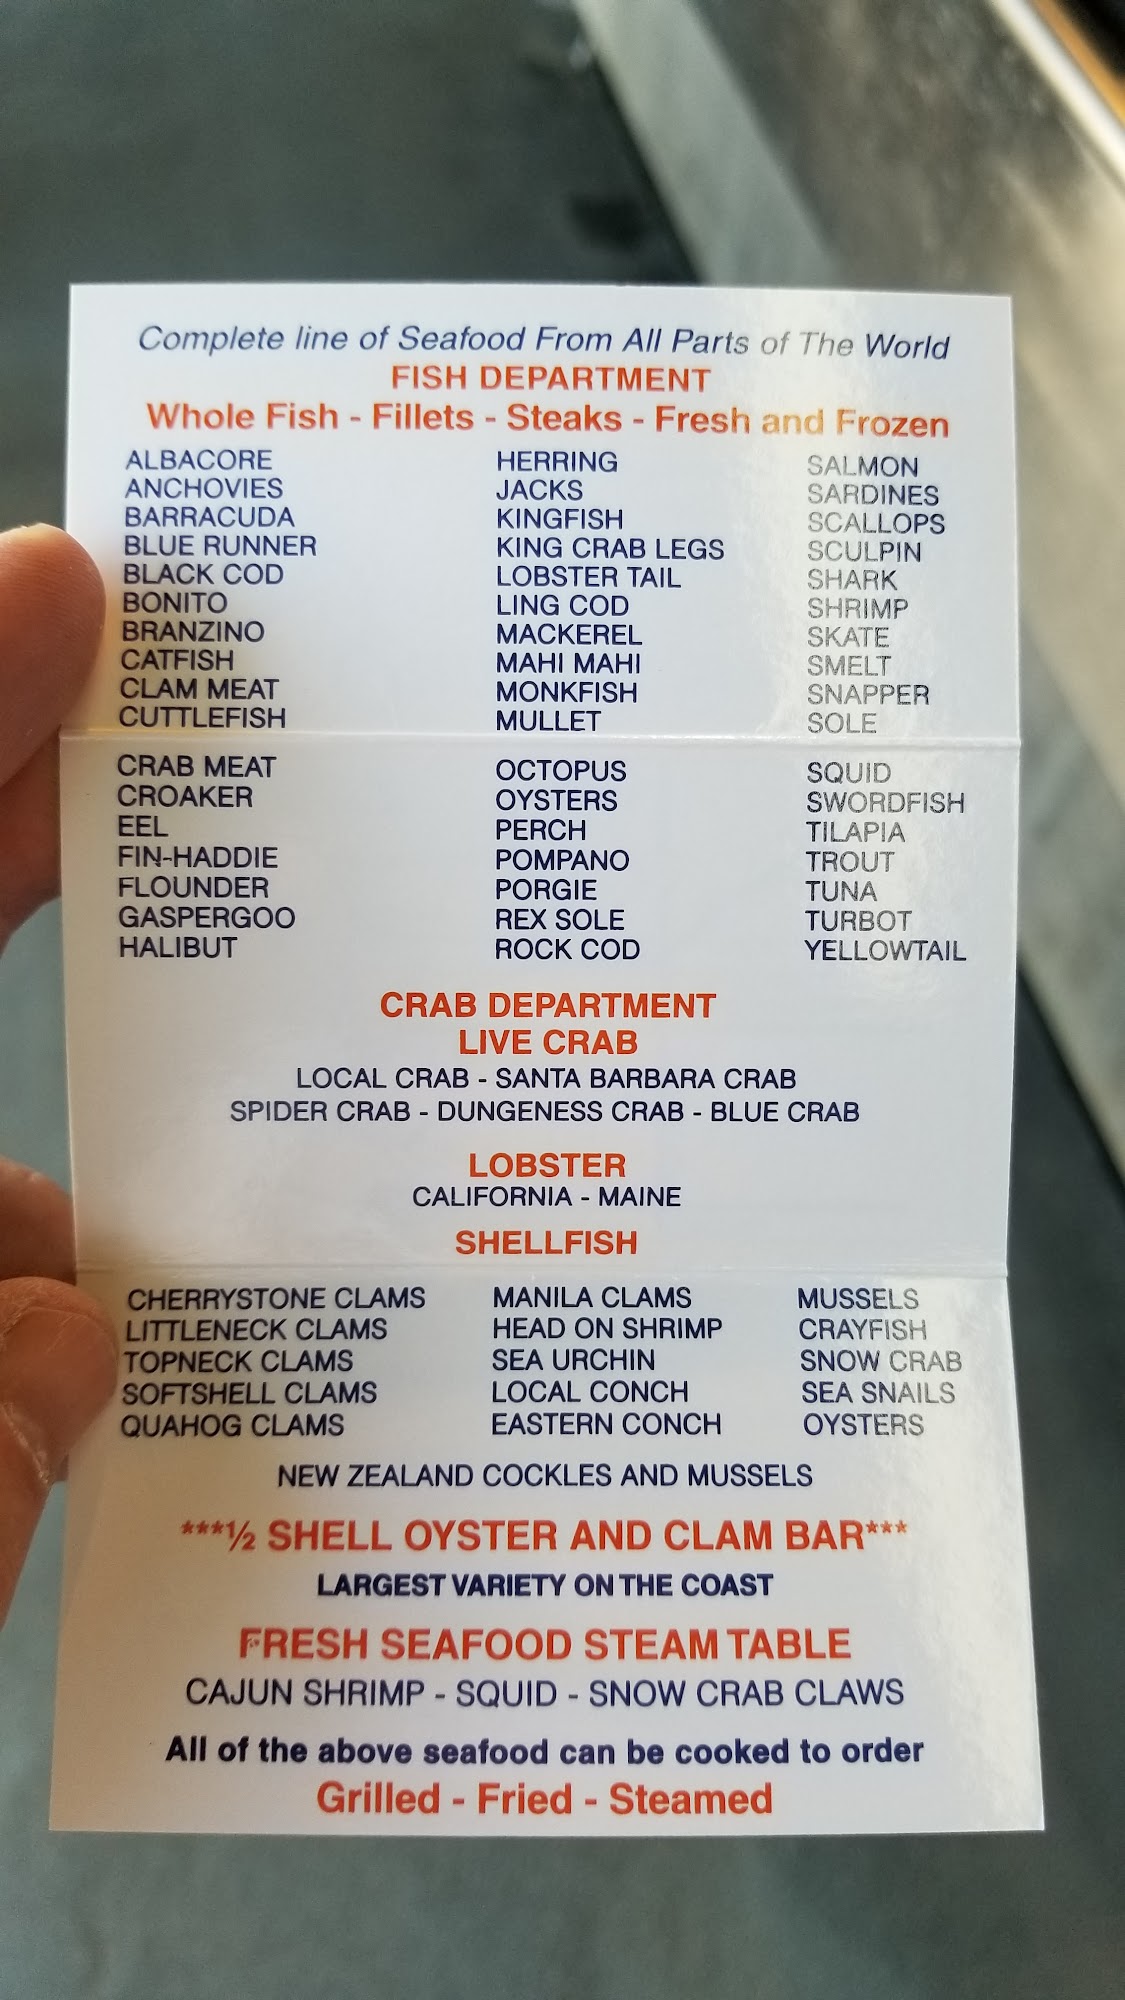 Complete line of Seafood From All Parts of The World
FISH DEPARTMENT
Whole Fish - Fillets - Steaks - Fresh and Frozen
ALBACORE HERRING SALMON
ANCHOVIES JACKS SARDINES
BARRACUDA KINGFISH SCALLOPS
BLUE RUNNER KING CRAB LEGS SCULPIN
BLACK COD LOBSTER TAIL SHARK
BONITO LING COD SHRIMP
BRANZINO MACKEREL SKATE
CATFISH MAHI MAHI SMELT
CLAM MEAT MONKFISH SNAPPER
CUTTLEFISH MULLET SOLE
CRAB MEAT OCTOPUS SQUID
CROAKER OYSTERS SWORDFISH
EEL PERCH TILAPIA
FIN-HADDIE POMPANO TROUT
FLOUNDER PORGIE TUNA
GASPERGOO REX SOLE TURBOT
HALIBUT ROCK COD YELLOWTAIL
CRAB DEPARTMENT
LIVE CRAB
LOCAL CRAB - SANTA BARBARA CRAB
SPIDER CRAB - DUNGENESS CRAB - BLUE CRAB
LOBSTER
CALIFORNIA - MAINE
SHELLFISH
CHERRYSTONE CLAMS MANILA CLAMS MUSSELS
LITTLENECK CLAMS HEAD ON SHRIMP CRAYFISH
TOPNECK CLAMS SEA URCHIN SNOW CRAB
SOFTSHELL CLAMS LOCAL CONCH SEA SNAILS
QUAHOG CLAMS EASTERN CONCH OYSTERS
NEW ZEALAND COCKLES AND MUSSELS
***½ SHELL OYSTER AND CLAM BAR***
LARGEST VARIETY ON THE COAST
FRESH SEAFOOD STEAM TABLE
CAJUN SHRIMP - SQUID - SNOW CRAB CLAWS
All of the above seafood can be cooked to order
Grilled - Fried - Steamed